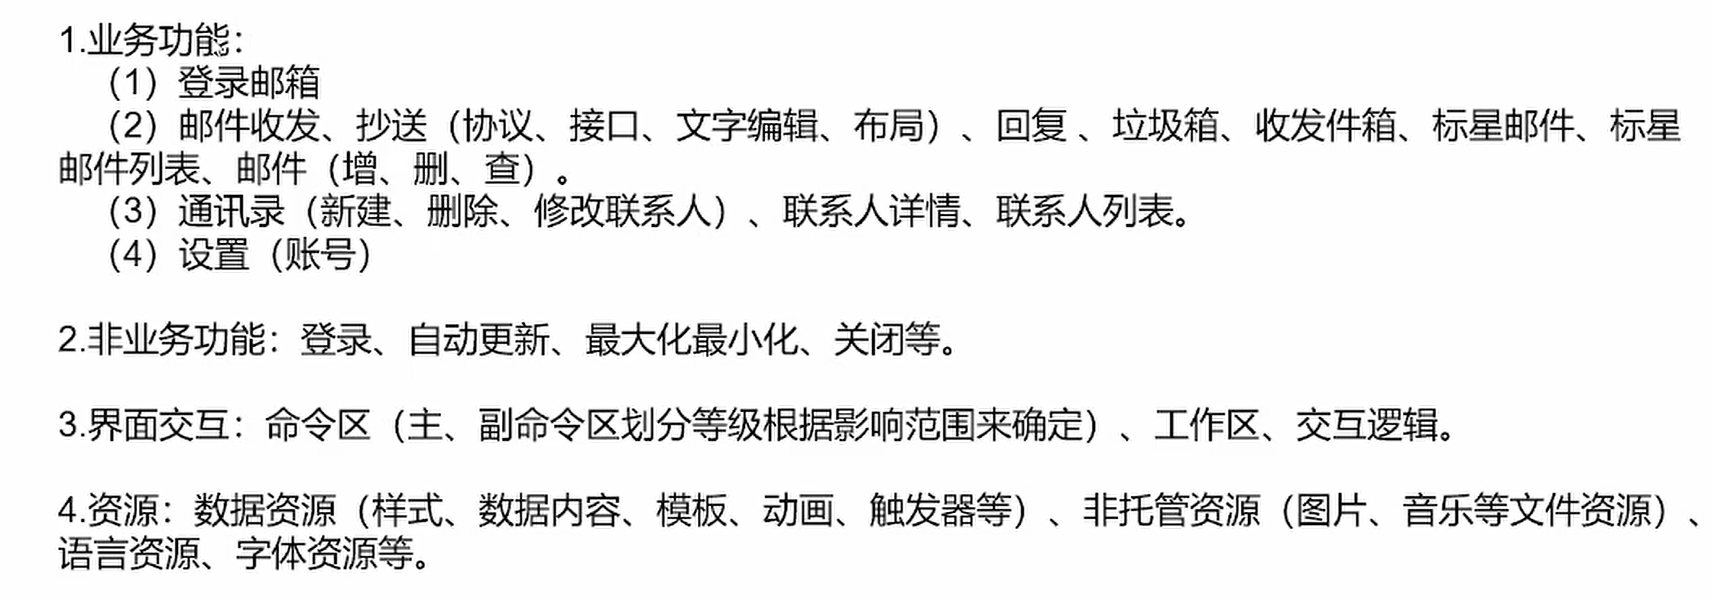 1.业务功能：
（1）登录邮箱
（2）邮件收发、抄送（协议、接口、文字编辑、布局）、回复 、垃圾箱、收发件箱、标星邮件、标星
邮件列表、邮件（增、删、查）。
（3）通讯录（新建、删除、修改联系人）、联系人详情、联系人列表。
（4）设置（账号）
2.非业务功能：登录、自动更新、最大化最小化、关闭等。
3.界面交互：命令区（主、副命令区划分等级根据影响范围来确定）、工作区、交互逻辑。
4.资源：数据资源（样式、数据内容、模板、动画、触发器等）、非托管资源（图片、音乐等文件资源）、
语言资源、字体资源等。